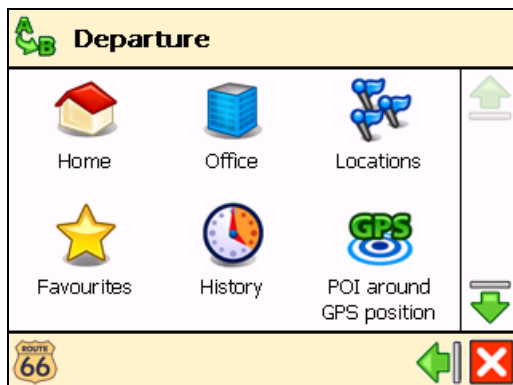 A
B
Departure
Home
Office
Locations
GPS
Favourites
History
POI around
GPS position
ROUTE
66